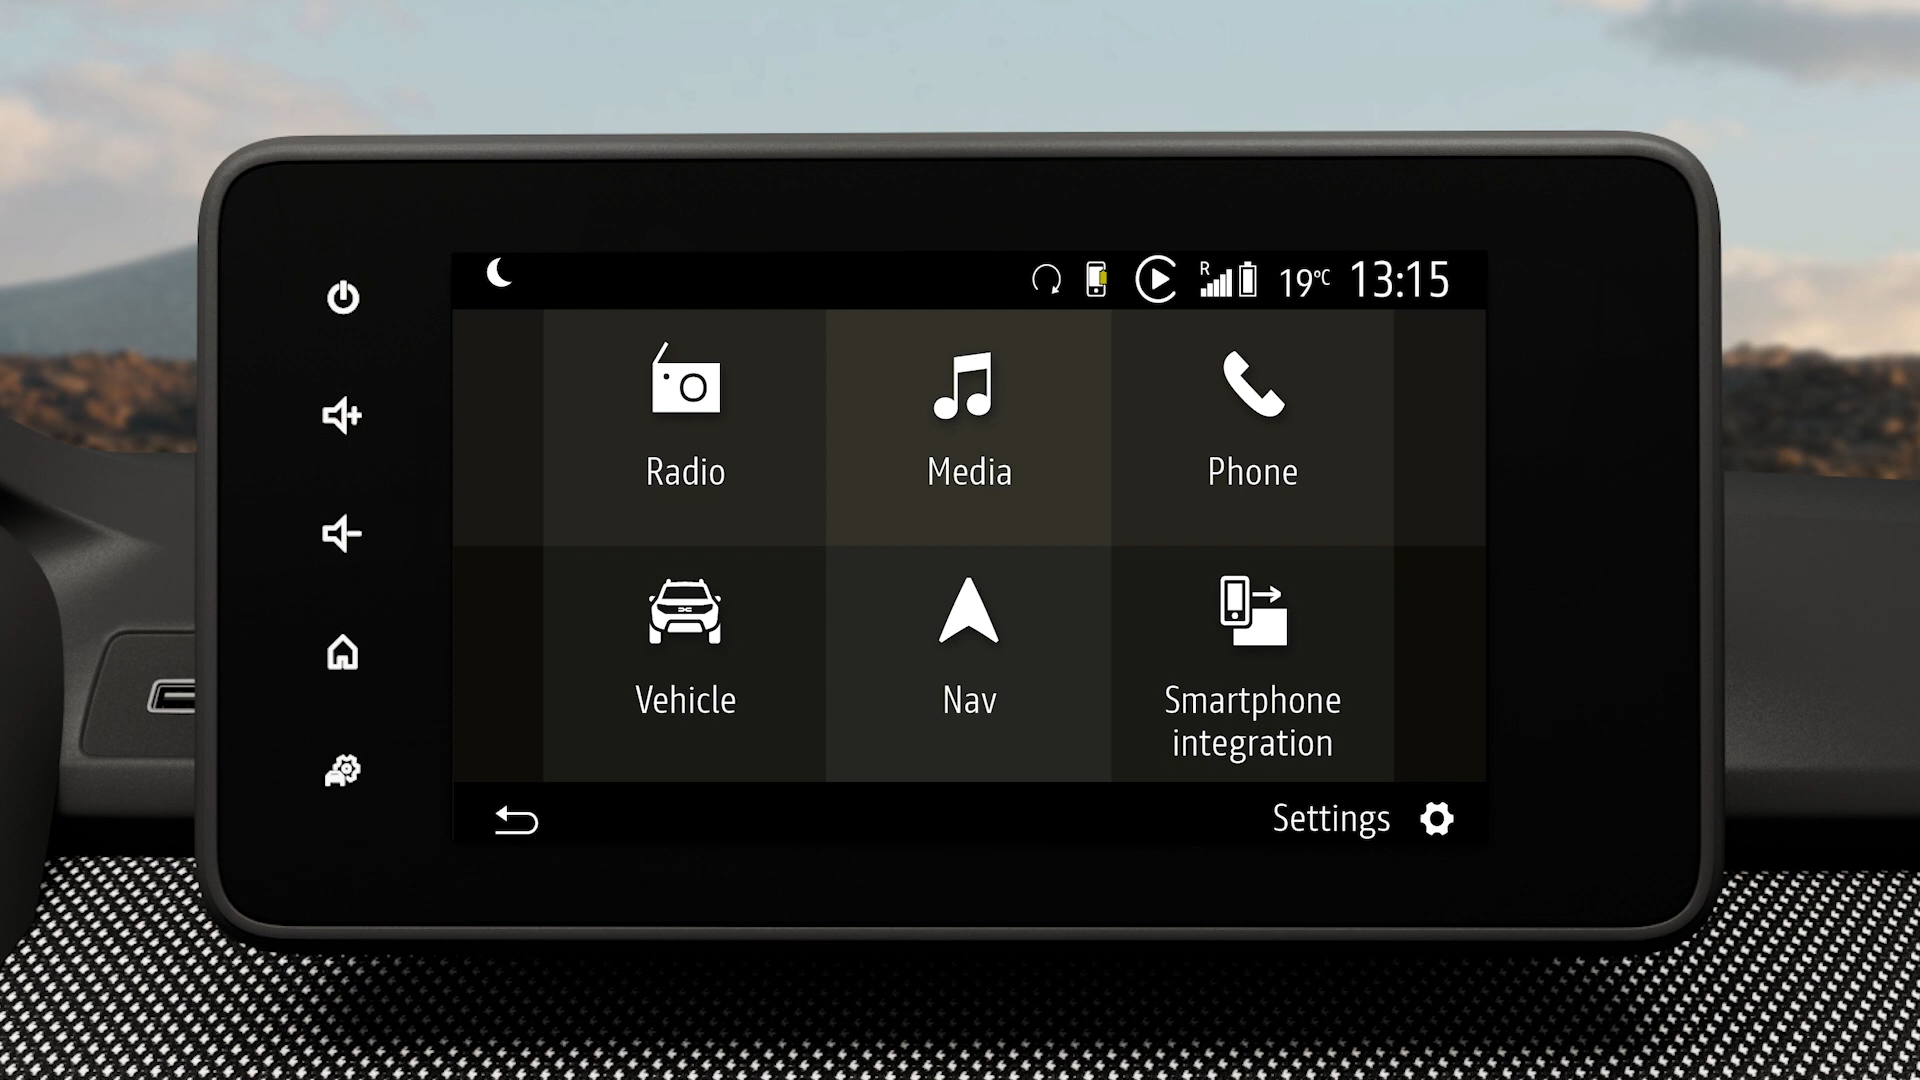 R
19°C 13:15
Radio
Media
Phone
Vehicle
Nav
Smartphone
integration
Settings